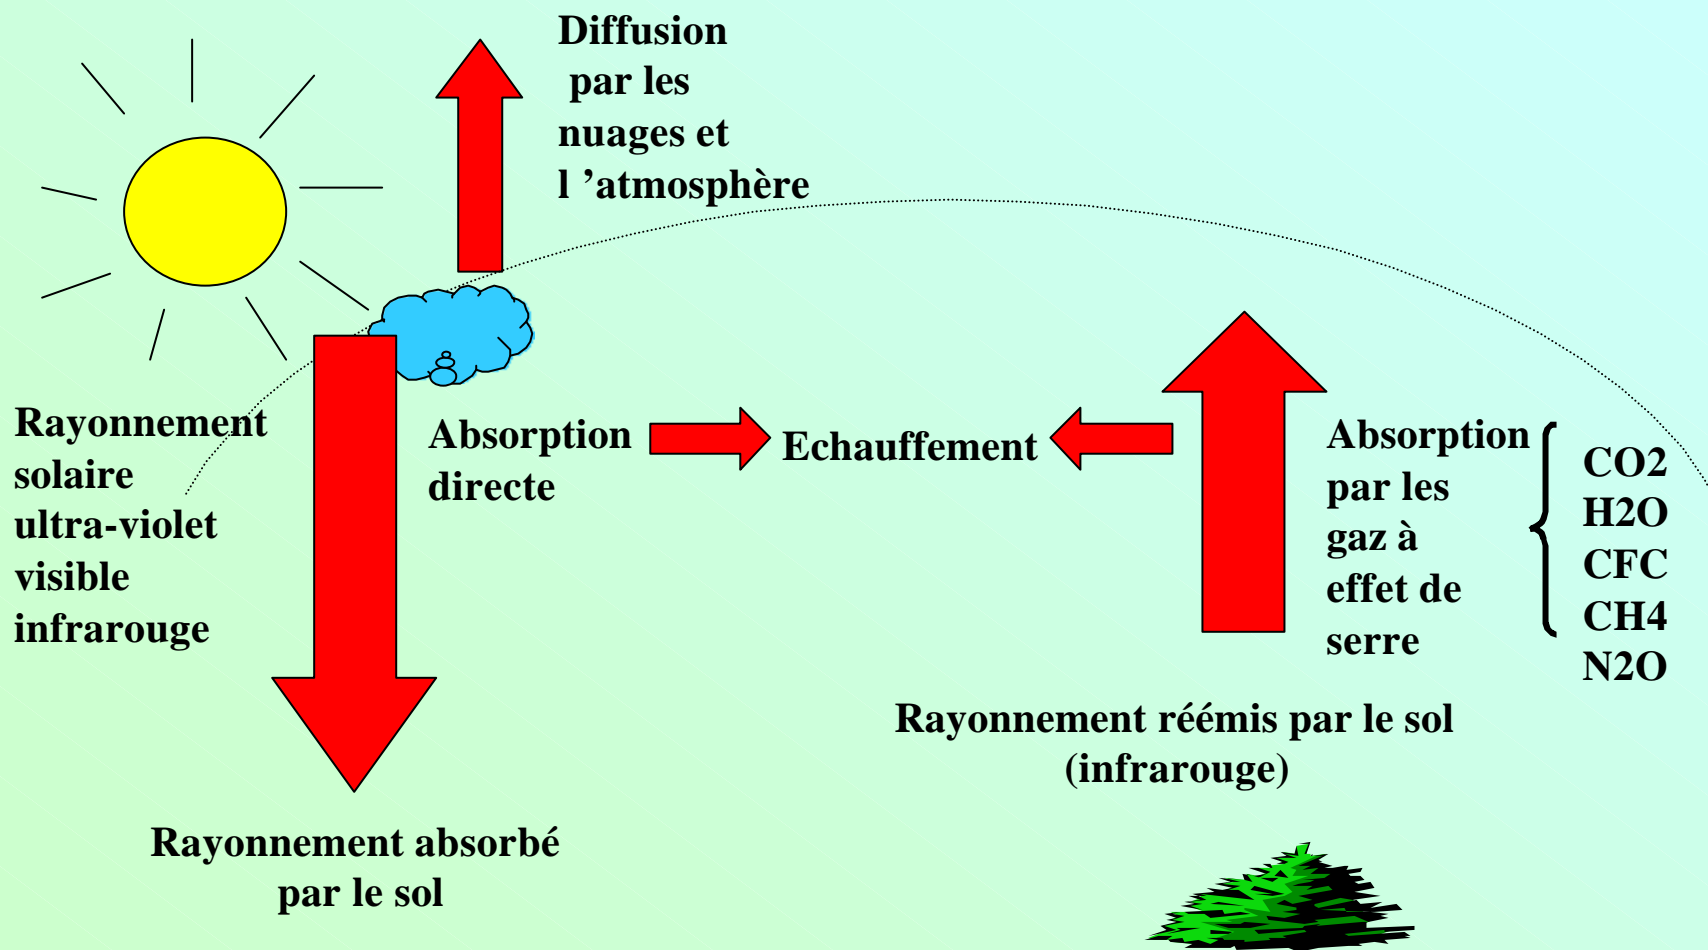 Diffusion
par les
nuages et
l ’atmosphère
Rayonnement
solaire
ultra-violet
visible
infrarouge
Absorption
directe
Echauffement
Absorption
par les
gaz à
effet de
serre
CO2
H2O
CFC
CH4
N2O
Rayonnement réémis par le sol
(infrarouge)
Rayonnement absorbé
par le sol